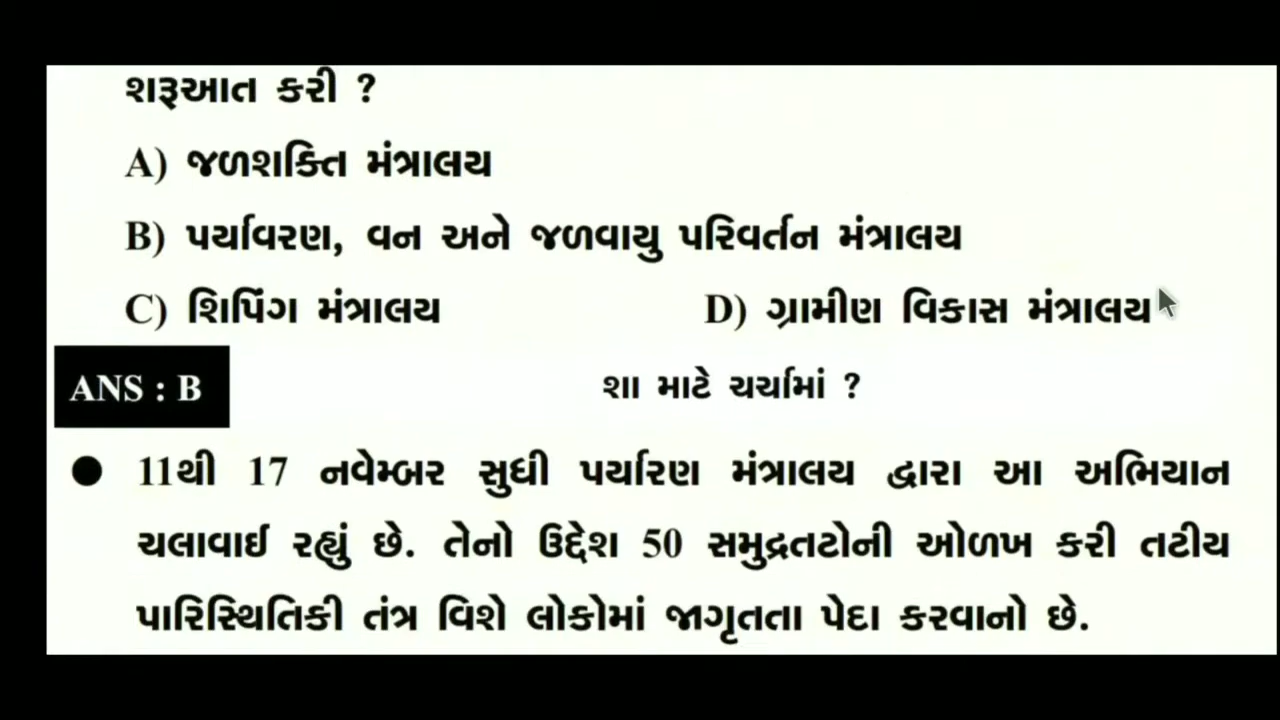 શરૂઆત કરી ?
A) જળશક્તિ મંત્રાલય
B) પર્યાવરણ, વન અને જળવાયુ પરિવર્તન મંત્રાલય
C) શિપિંગ મંત્રાલય D) ગ્રામીણ વિકાસ મંત્રાલય
ANS : B શા માટે ચર્ચામાં ?
● 11થી 17 નવેમ્બર સુધી પર્યારણ મંત્રાલય દ્વારા આ અભિયાન
ચલાવાઈ રહ્યું છે. તેનો ઉદ્દેશ 50 સમુદ્રતટોની ઓળખ કરી તટીય
પારિસ્થિતિકી તંત્ર વિશે લોકોમાં જાગૃતતા પેદા કરવાનો છે.